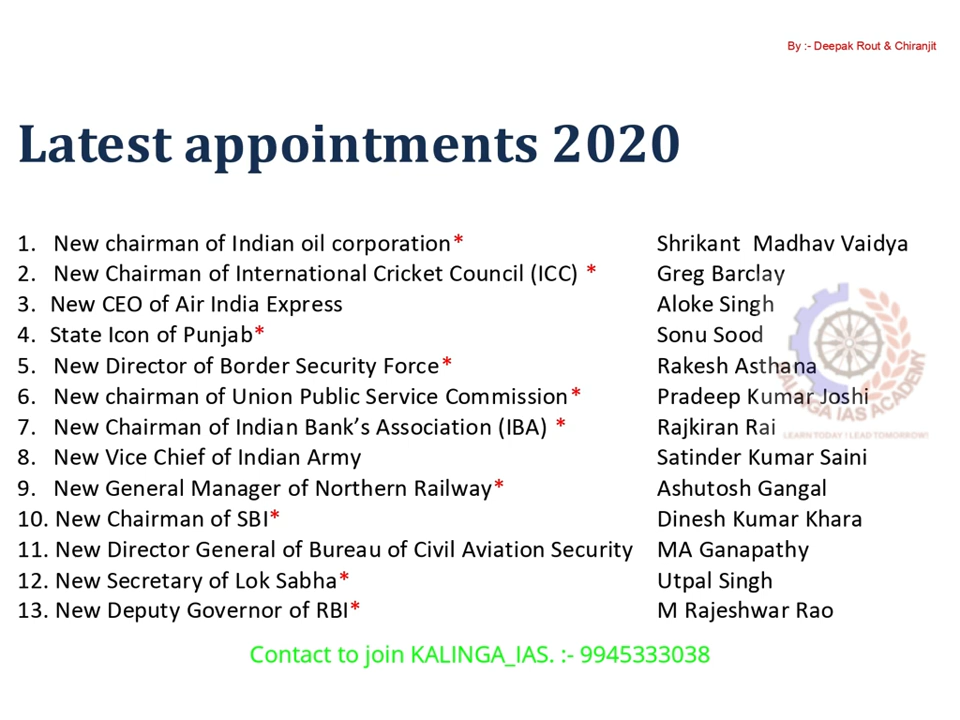 By :- Deepak Rout & Chiranjit
Latest appointments 2020
1. New chairman of Indian oil corporation* Shrikant Madhav Vaidya
2. New Chairman of International Cricket Council (ICC) * Greg Barclay
3. New CEO of Air India Express Aloke Singh
4. State Icon of Punjab* Sonu Sood
5. New Director of Border Security Force* Rakesh Asthana
6. New chairman of Union Public Service Commission* Pradeep Kumar Joshi
7. New Chairman of Indian Bank’s Association (IBA) * Rajkiran Rai
8. New Vice Chief of Indian Army Satinder Kumar Saini
9. New General Manager of Northern Railway* Ashutosh Gangal
10. New Chairman of SBI* Dinesh Kumar Khara
11. New Director General of Bureau of Civil Aviation Security MA Ganapathy
12. New Secretary of Lok Sabha* Utpal Singh
13. New Deputy Governor of RBI* M Rajeshwar Rao
KALINGA IAS ACADEMY
LEARN TODAY ! LEAD TOMORROW!
Contact to join KALINGA_IAS. :- 9945333038